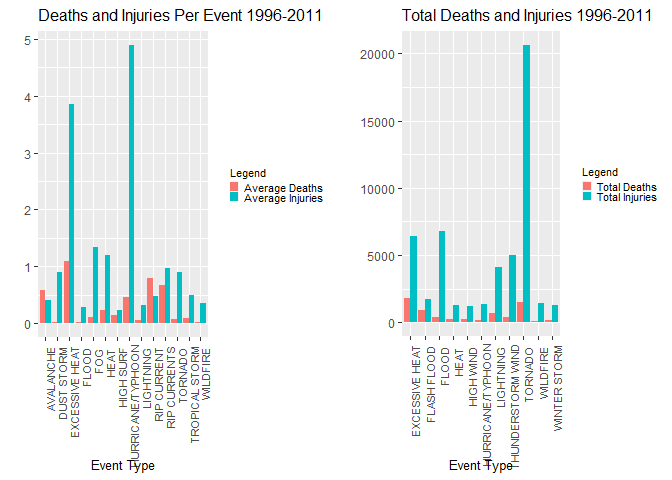 Deaths and Injuries Per Event 1996-2011
5
4
3
2
1
0
AVALANCHE
DUST STORM
EXCESSIVE HEAT
FLOOD
FOG
HEAT
HIGH SURF
HURRICANE/TYPHOON
LIGHTNING
RIP CURRENT
RIP CURRENTS
TORNADO
TROPICAL STORM
WILDFIRE
Event Type
Legend
Average Deaths
Average Injuries
Total Deaths and Injuries 1996-2011
20000
15000
10000
5000
0
EXCESSIVE HEAT
FLASH FLOOD
FLOOD
HEAT
HIGH WIND
HURRICANE/TYPHOON
LIGHTNING
THUNDERSTORM WIND
TORNADO
WILDFIRE
WINTER STORM
Event Type
Legend
Total Deaths
Total Injuries